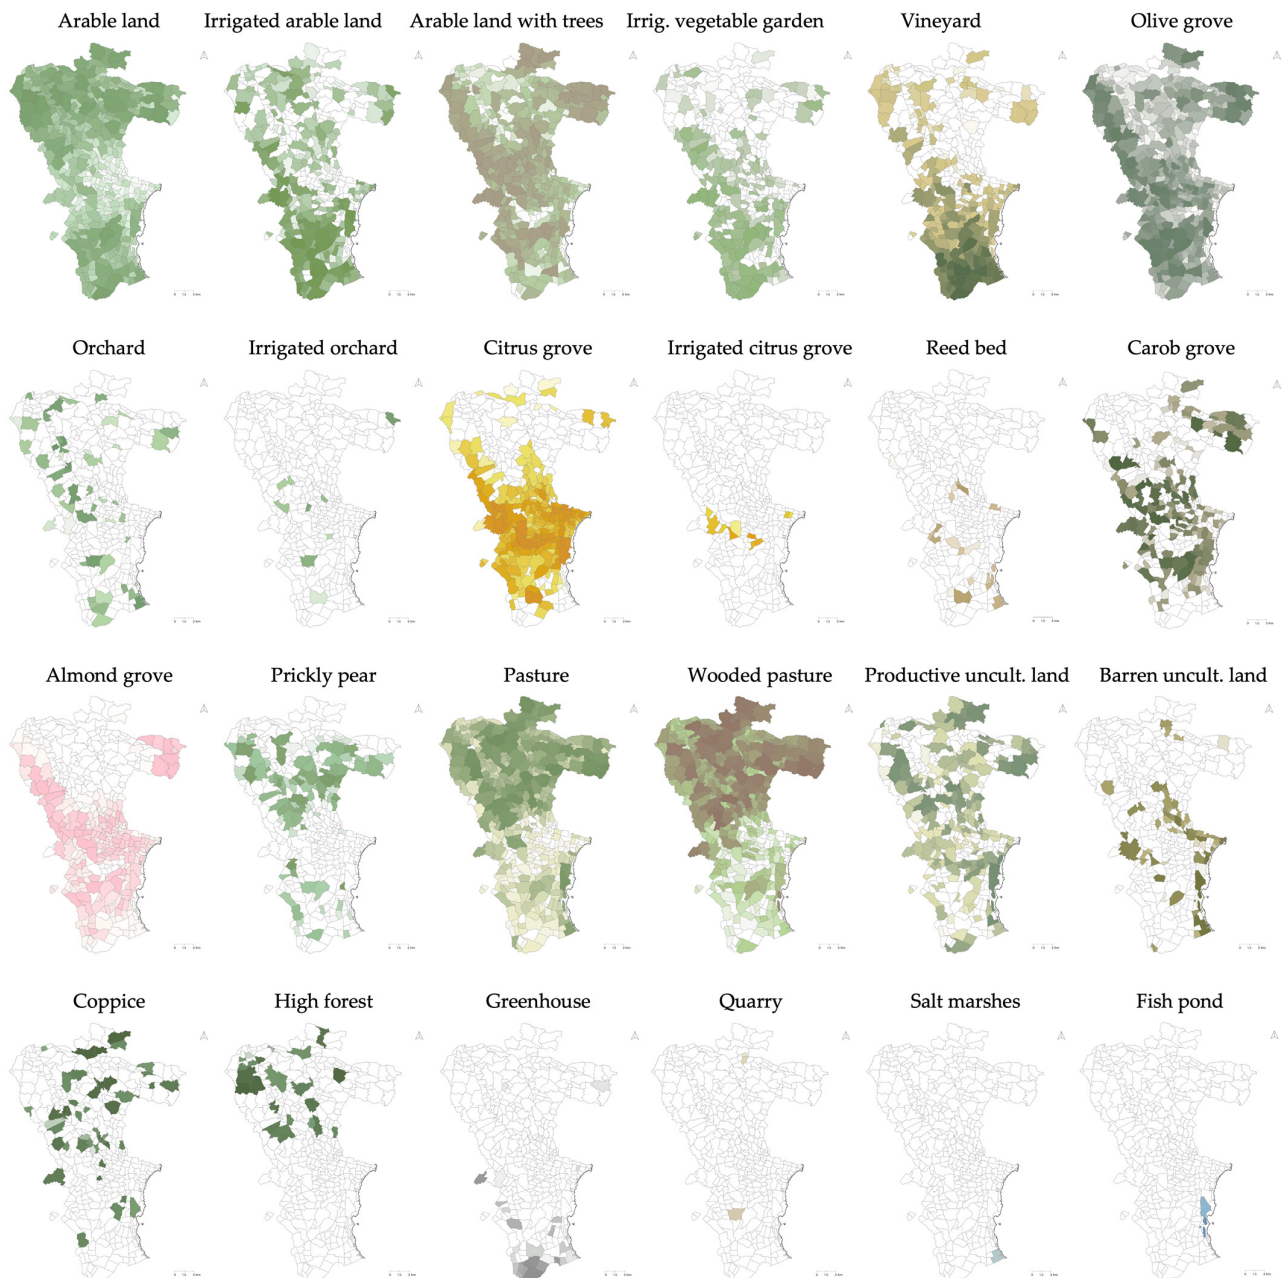 Arable land
Irrigated arable land
Arable land with trees
Irrig. vegetable garden
Vineyard
Olive grove
Orchard
Irrigated orchard
Citrus grove
Irrigated citrus grove
Reed bed
Carob grove
Almond grove
Prickly pear
Pasture
Wooded pasture
Productive uncult. land
Barren uncult. land
Coppice
High forest
Greenhouse
Quarry
Salt marshes
Fish pond